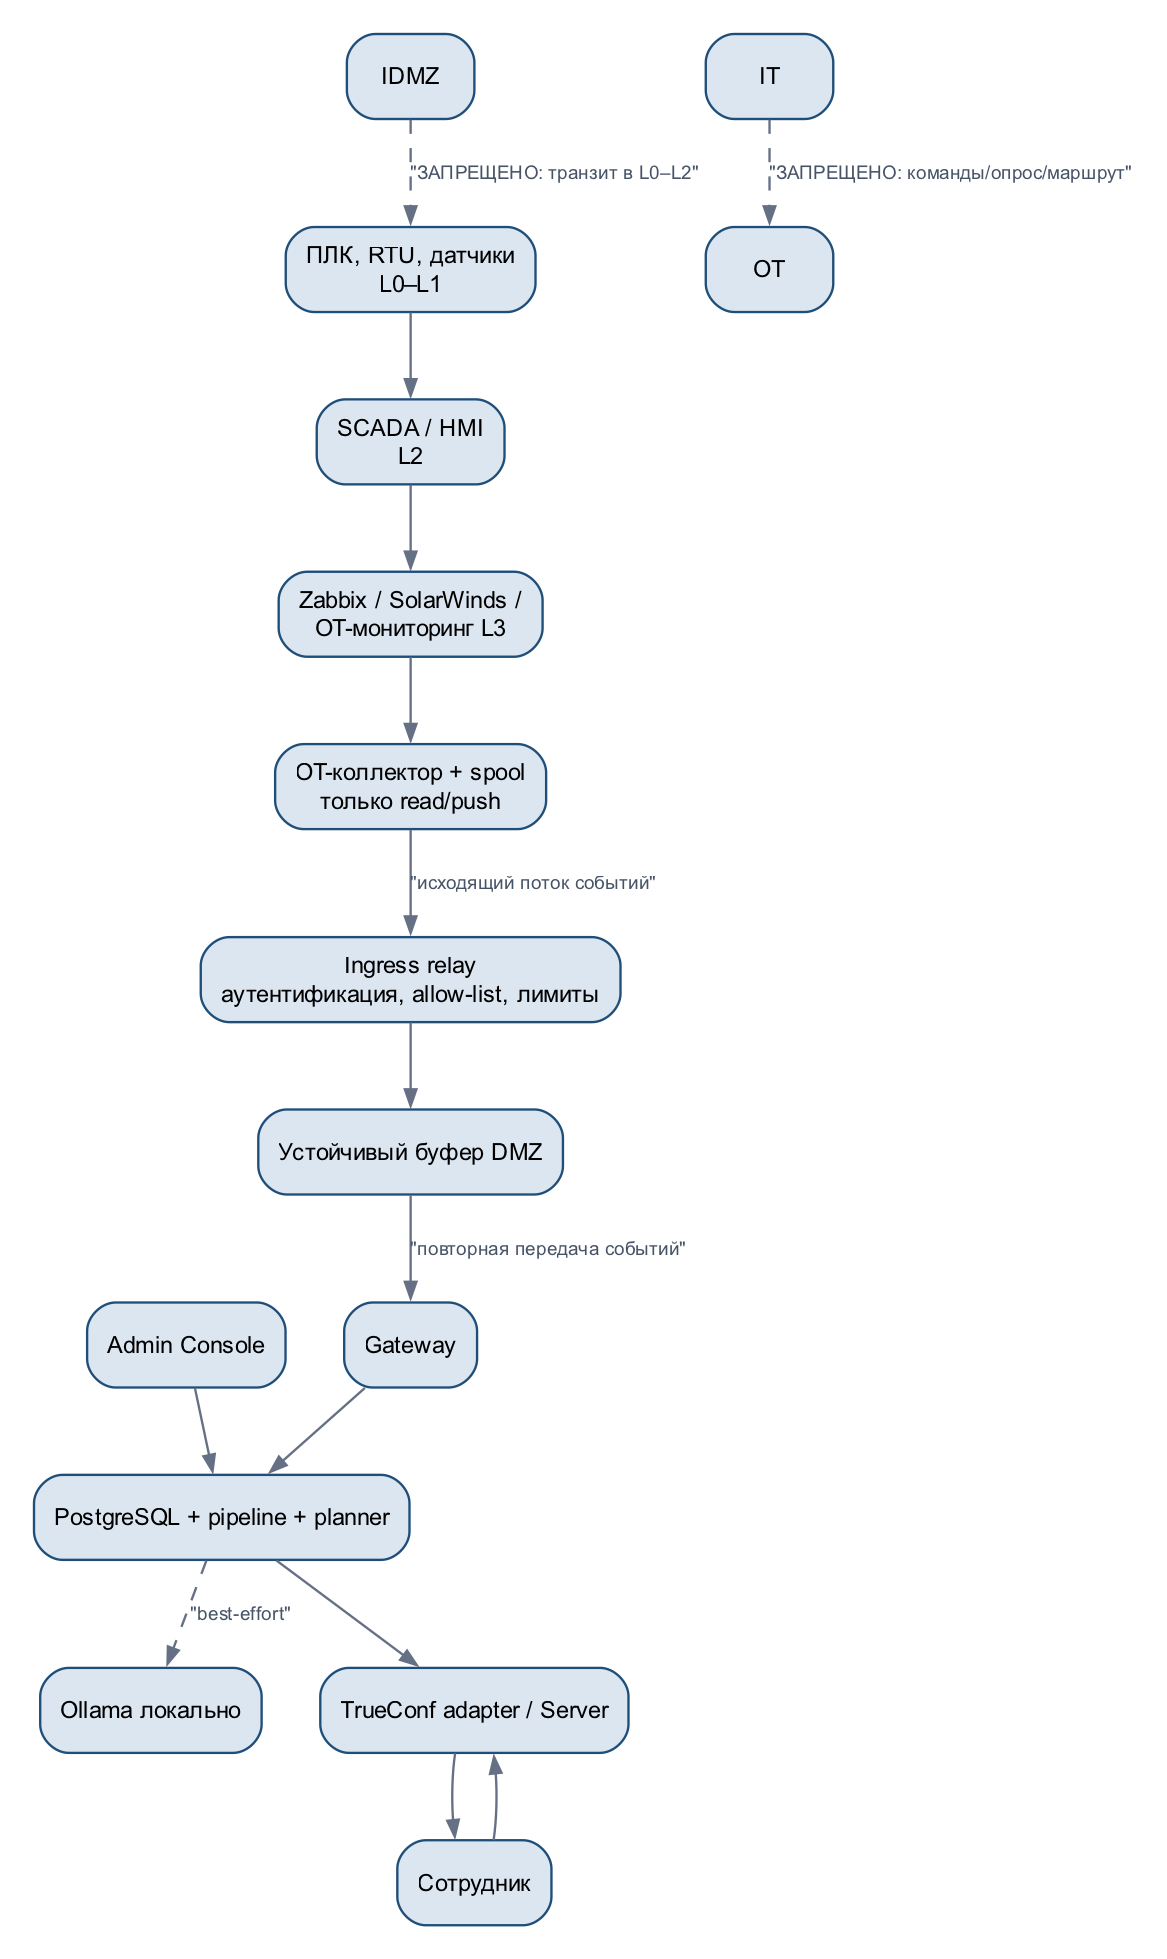 IDMZ
IT
"ЗАПРЕЩЕНО: транзит в L0–L2"
"ЗАПРЕЩЕНО: команды/опрос/маршрут"
ПЛК, RTU, датчики
L0–L1
OT
SCADA / HMI
L2
Zabbix / SolarWinds /
OT-мониторинг L3
OT-коллектор + spool
только read/push
"исходящий поток событий"
Ingress relay
аутентификация, allow-list, лимиты
Устойчивый буфер DMZ
"повторная передача событий"
Admin Console
Gateway
PostgreSQL + pipeline + planner
"best-effort"
Ollama локально
TrueConf adapter / Server
Сотрудник